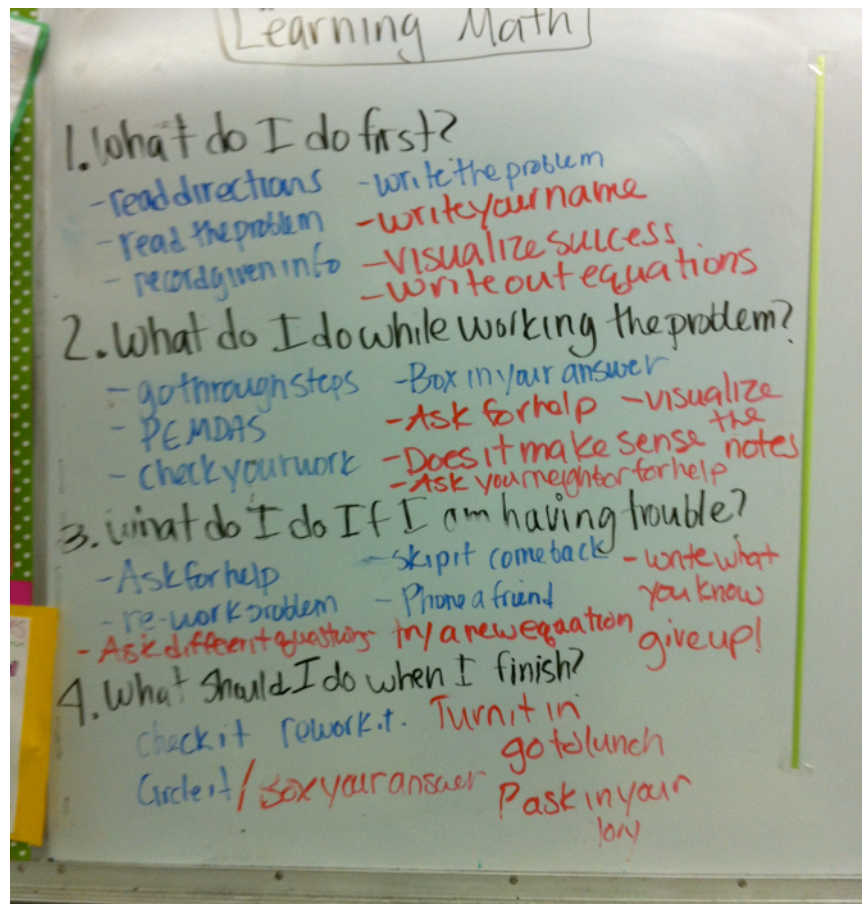 Learning Math
1. What do I do first?
- read directions - write the problem
- read the problem - write your name
- record given info - visualize success
- write out equations
2. What do I do while working the problem?
- go through steps - Box in your answer
- PEMDAS - Ask for help - visualize the notes
- check your work - Does it make sense
- Ask your neighbor for help
3. What do I do If I am having trouble?
- Ask for help - skip it come back - write what you know
- re-work problem - Phone a friend
- Ask different questions try a new equation give up!
4. What should I do when I finish?
check it rework it. Turn it in
go to lunch
Circle it / Box your answer
Pask in your